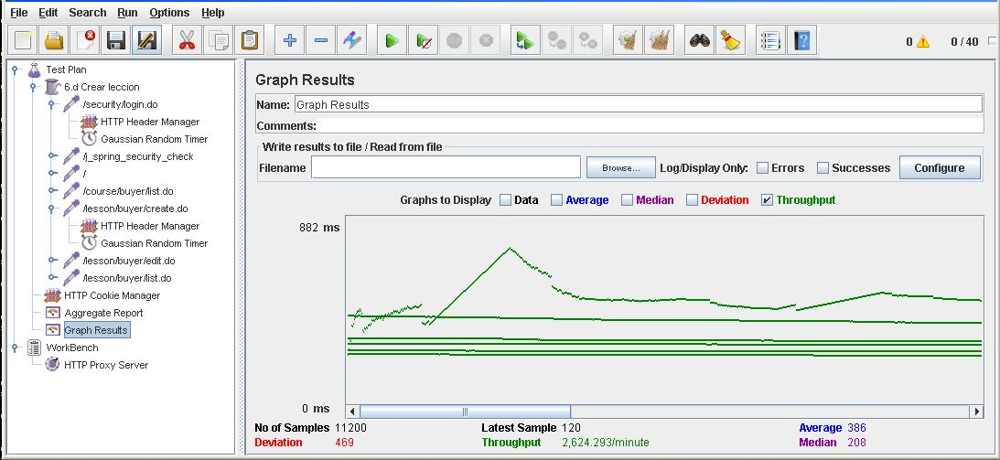 File Edit Search Run Options Help
0 0 / 40
Test Plan
6.d Crear leccion
/security/login.do
HTTP Header Manager
Gaussian Random Timer
/j_spring_security_check
/
/course/buyer/list.do
/lesson/buyer/create.do
HTTP Header Manager
Gaussian Random Timer
/lesson/buyer/edit.do
/lesson/buyer/list.do
HTTP Cookie Manager
Aggregate Report
Graph Results
WorkBench
HTTP Proxy Server
Graph Results
Name: Graph Results
Comments:
Write results to file / Read from file
Filename Browse... Log/Display Only: Errors Successes Configure
Graphs to Display Data Average Median Deviation Throughput
882 ms
0 ms
No of Samples 11200 Latest Sample 120 Average 386
Deviation 469 Throughput 2,624.293/minute Median 208